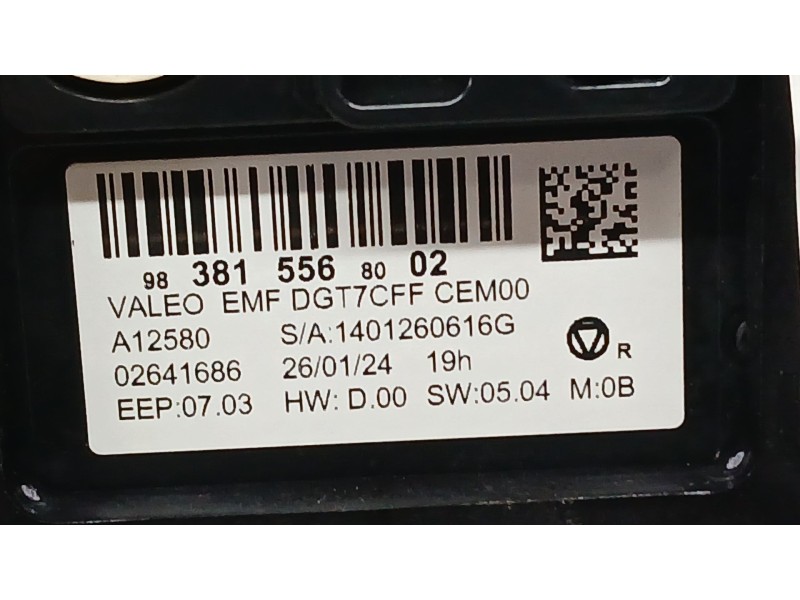 98 381 556 80 02
VALEO EMF DGT7CFF CEM00
A12580 S/A:1401260616G
02641686 26/01/24 19h
R
EEP:07.03 HW: D.00 SW:05.04 M:0B